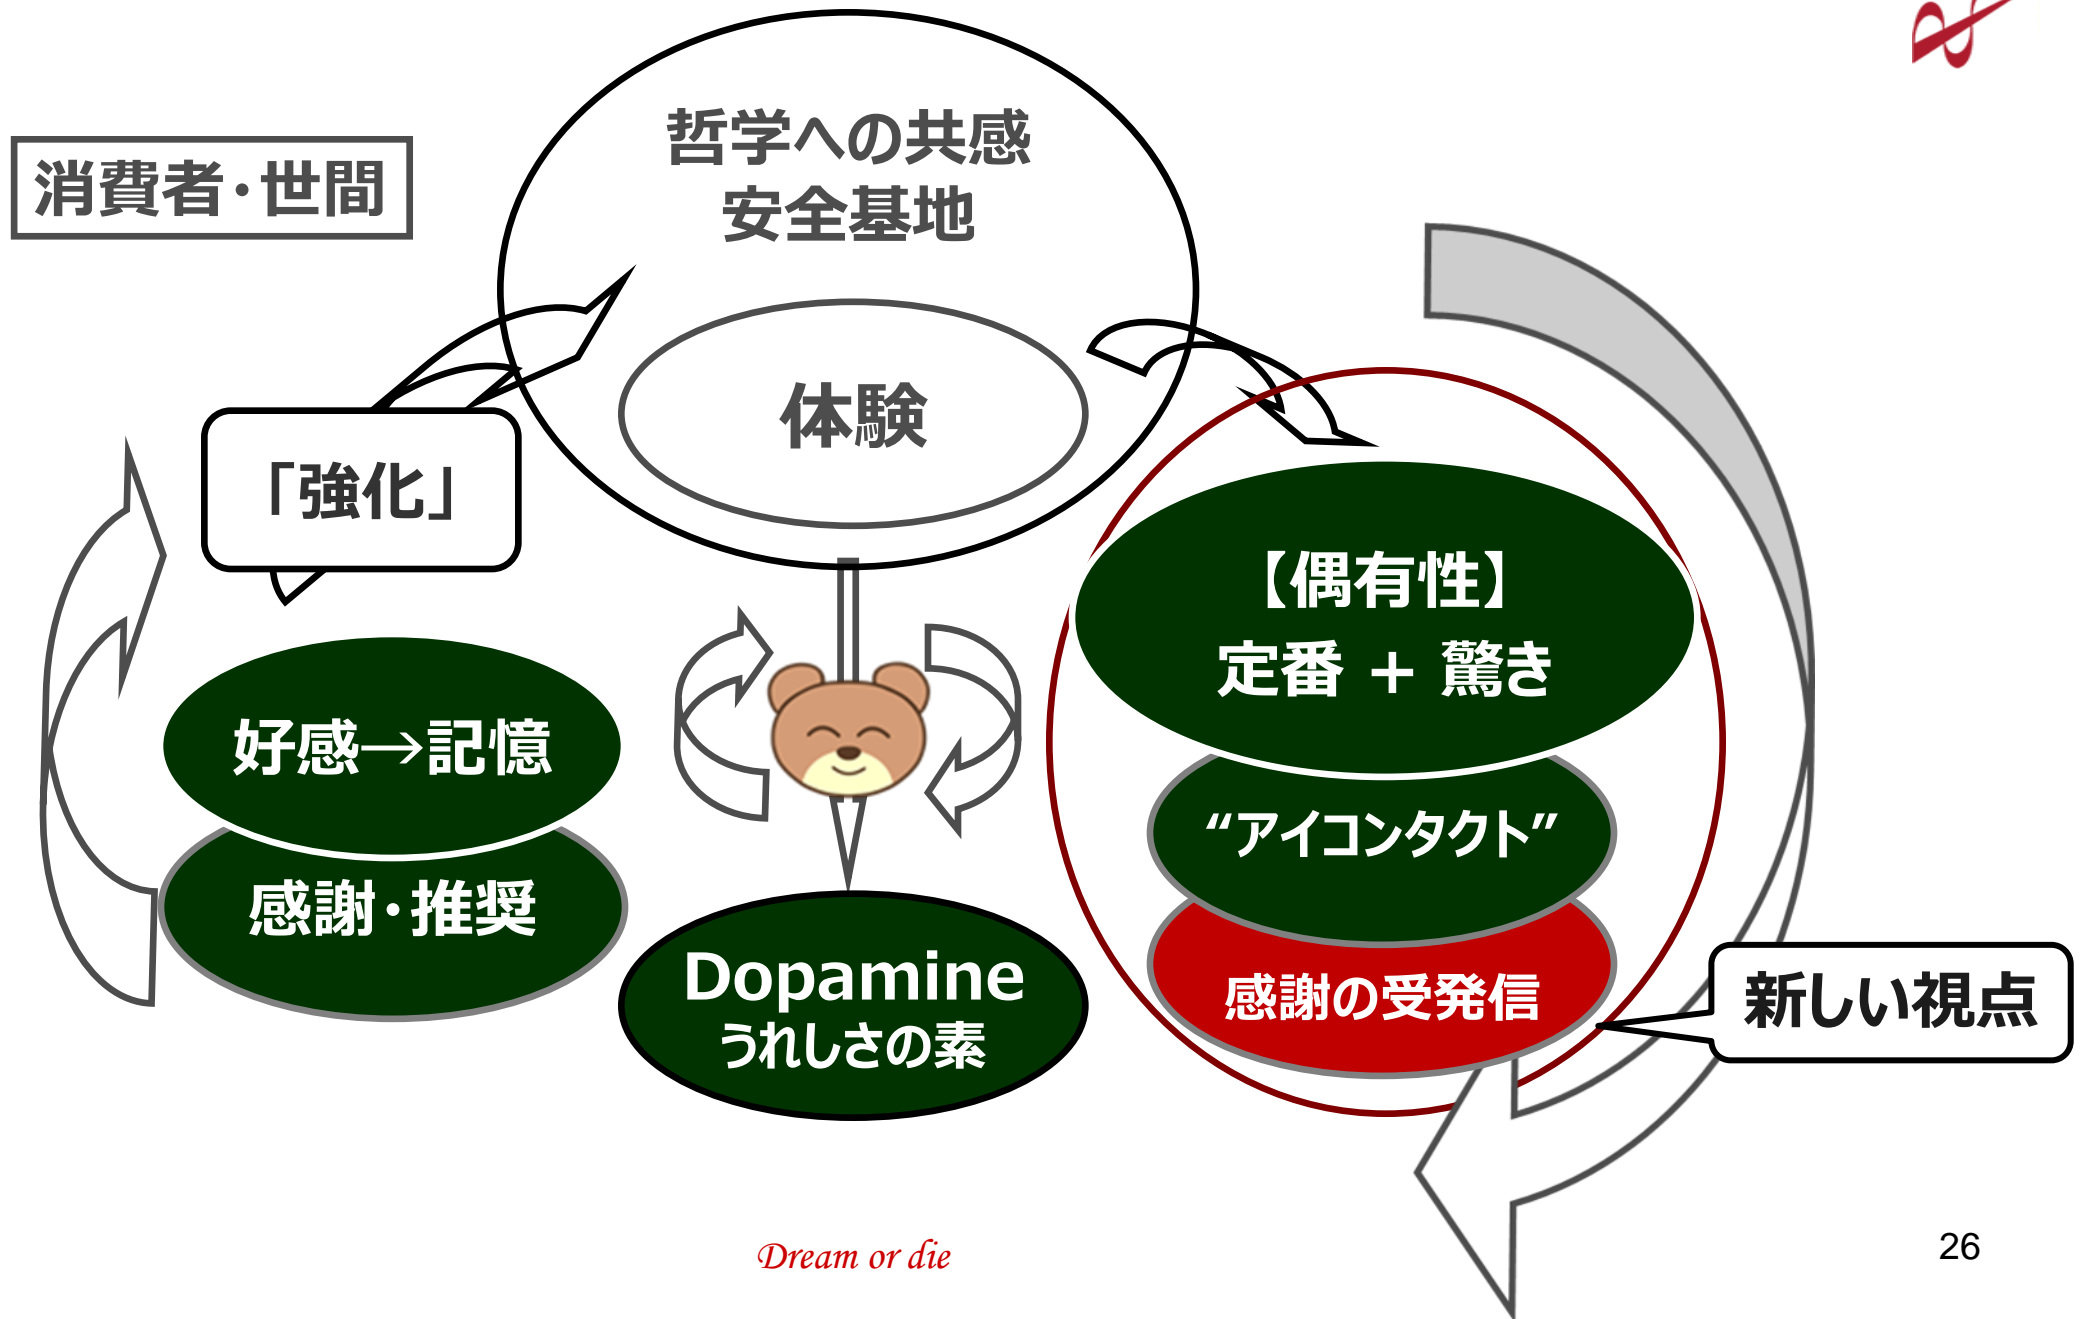 消費者・世間
哲学への共感
安全基地
体験
「強化」
【偶有性】
定番 + 驚き
好感→記憶
“アイコンタクト”
感謝・推奨
Dopamine
うれしさの素
感謝の受発信
新しい視点
Dream or die
26